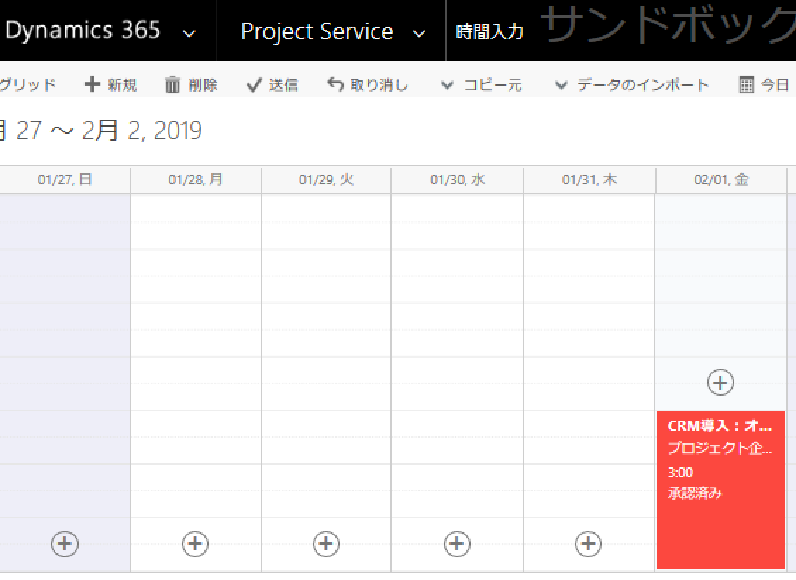 Dynamics 365 Project Service 時間入力 サンドボック
グリッド 新規 削除 送信 取り消し コピー元 データのインポート 今日
月 27 ～ 2月 2, 2019
01/27, 日 01/28, 月 01/29, 火 01/30, 水 01/31, 木 02/01, 金
CRM導入：オ...
プロジェクト企...
3:00
承認済み